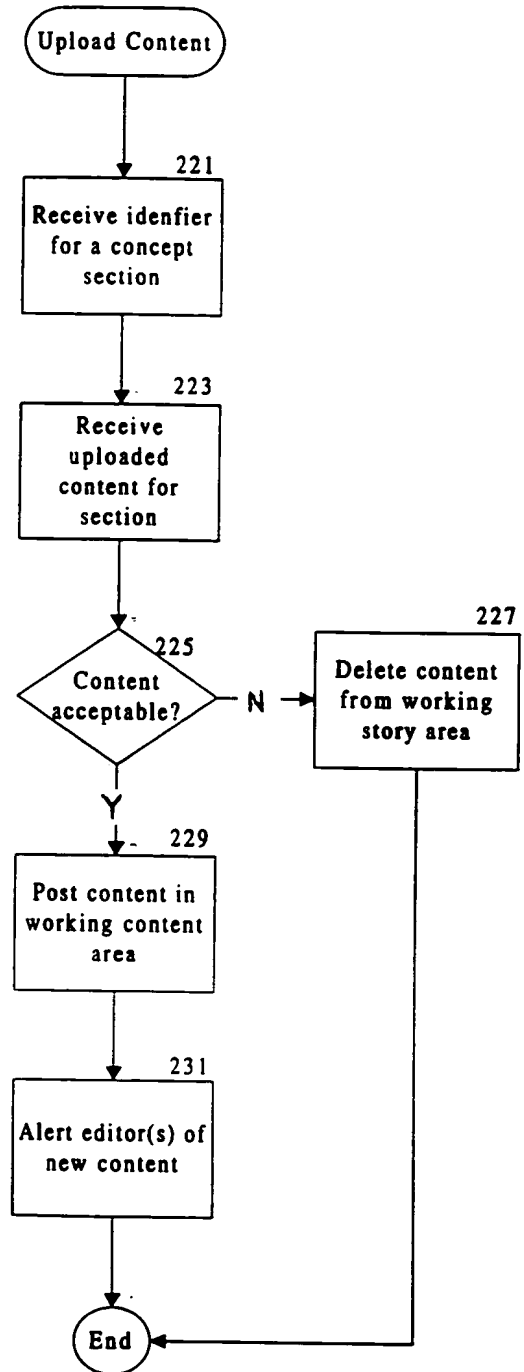 Upload Content
221
Receive idenfier
for a concept
section
223
Receive
uploaded
content for
section
225
Content
acceptable?
N
227
Delete content
from working
story area
Y
229
Post content in
working content
area
231
Alert editor(s) of
new content
End